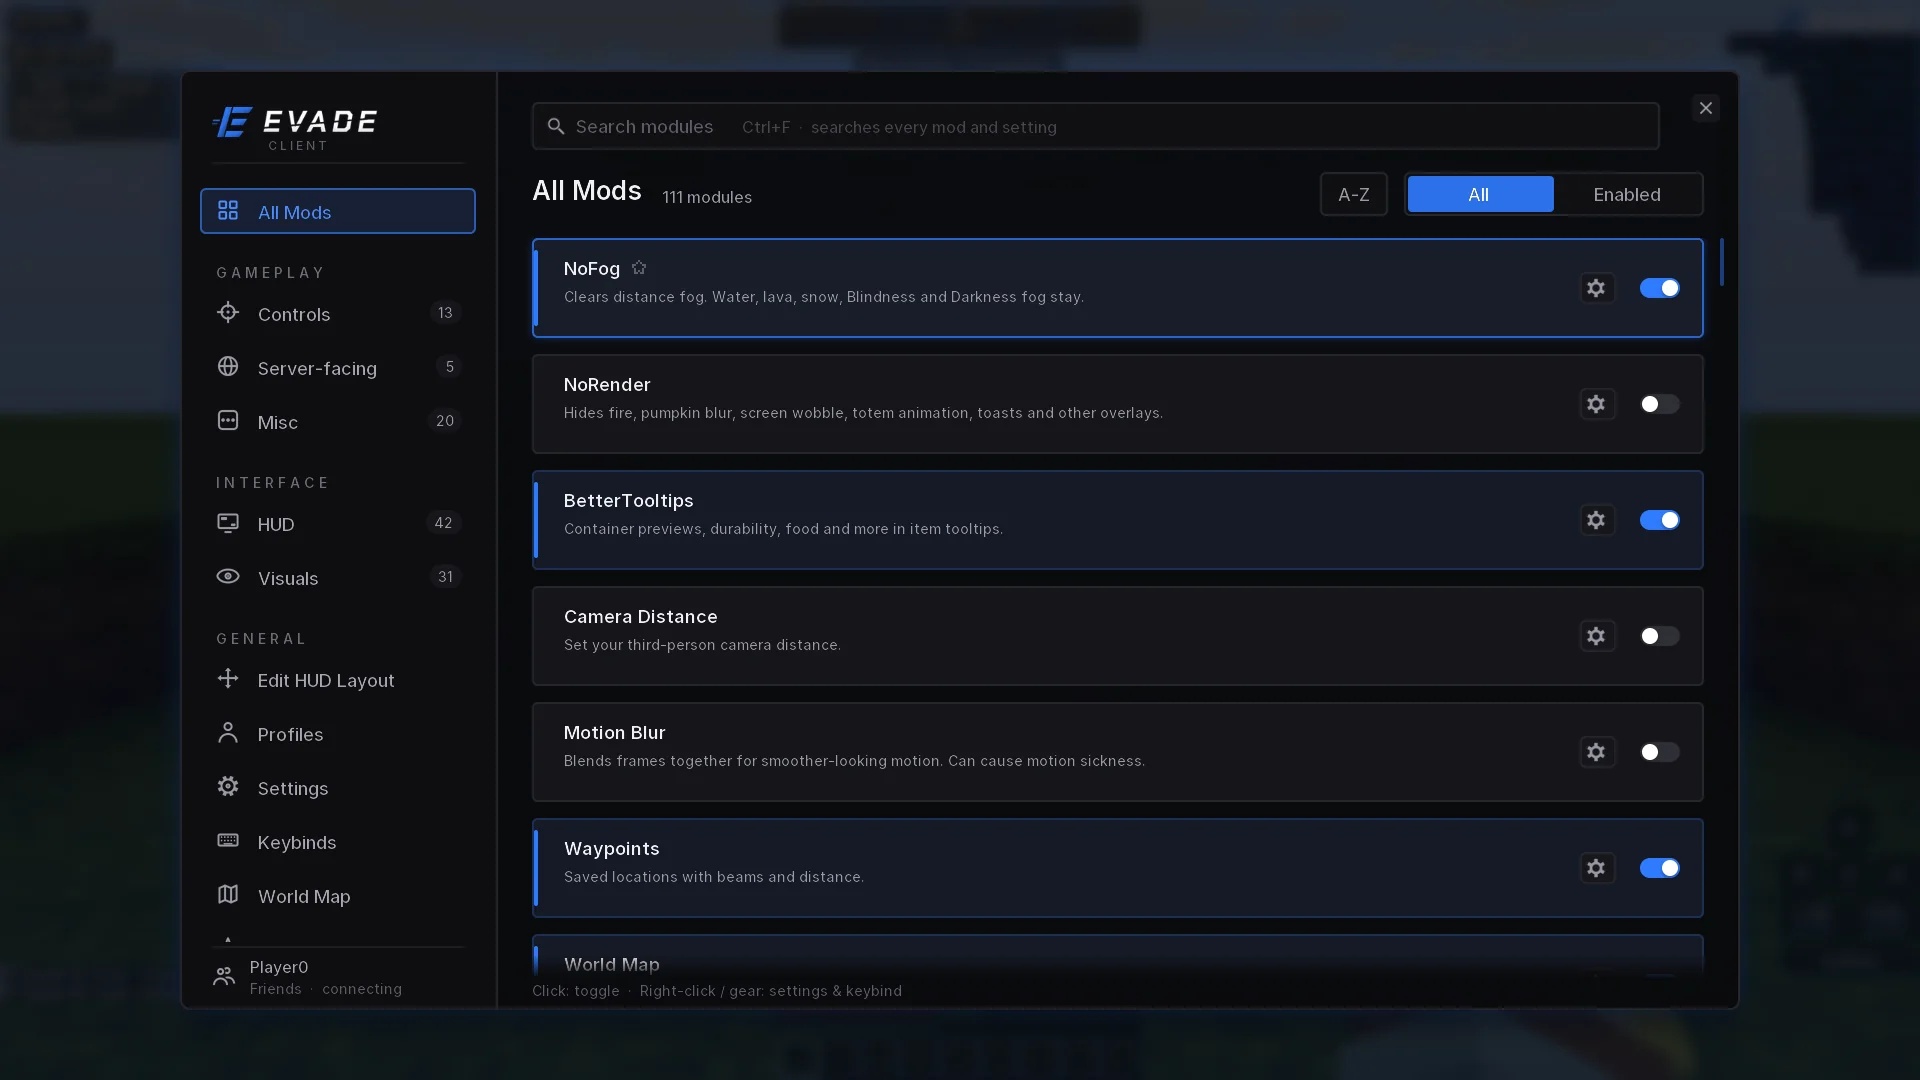 EVADE
CLIENT
Search modules Ctrl+F · searches every mod and setting
All Mods 111 modules
A-Z
All
Enabled
All Mods
GAMEPLAY
Controls 13
Server-facing 5
Misc 20
INTERFACE
HUD 42
Visuals 31
GENERAL
Edit HUD Layout
Profiles
Settings
Keybinds
World Map
Player0
Friends · connecting
NoFog
Clears distance fog. Water, lava, snow, Blindness and Darkness fog stay.
NoRender
Hides fire, pumpkin blur, screen wobble, totem animation, toasts and other overlays.
BetterTooltips
Container previews, durability, food and more in item tooltips.
Camera Distance
Set your third-person camera distance.
Motion Blur
Blends frames together for smoother-looking motion. Can cause motion sickness.
Waypoints
Saved locations with beams and distance.
World Map
Click: toggle · Right-click / gear: settings & keybind